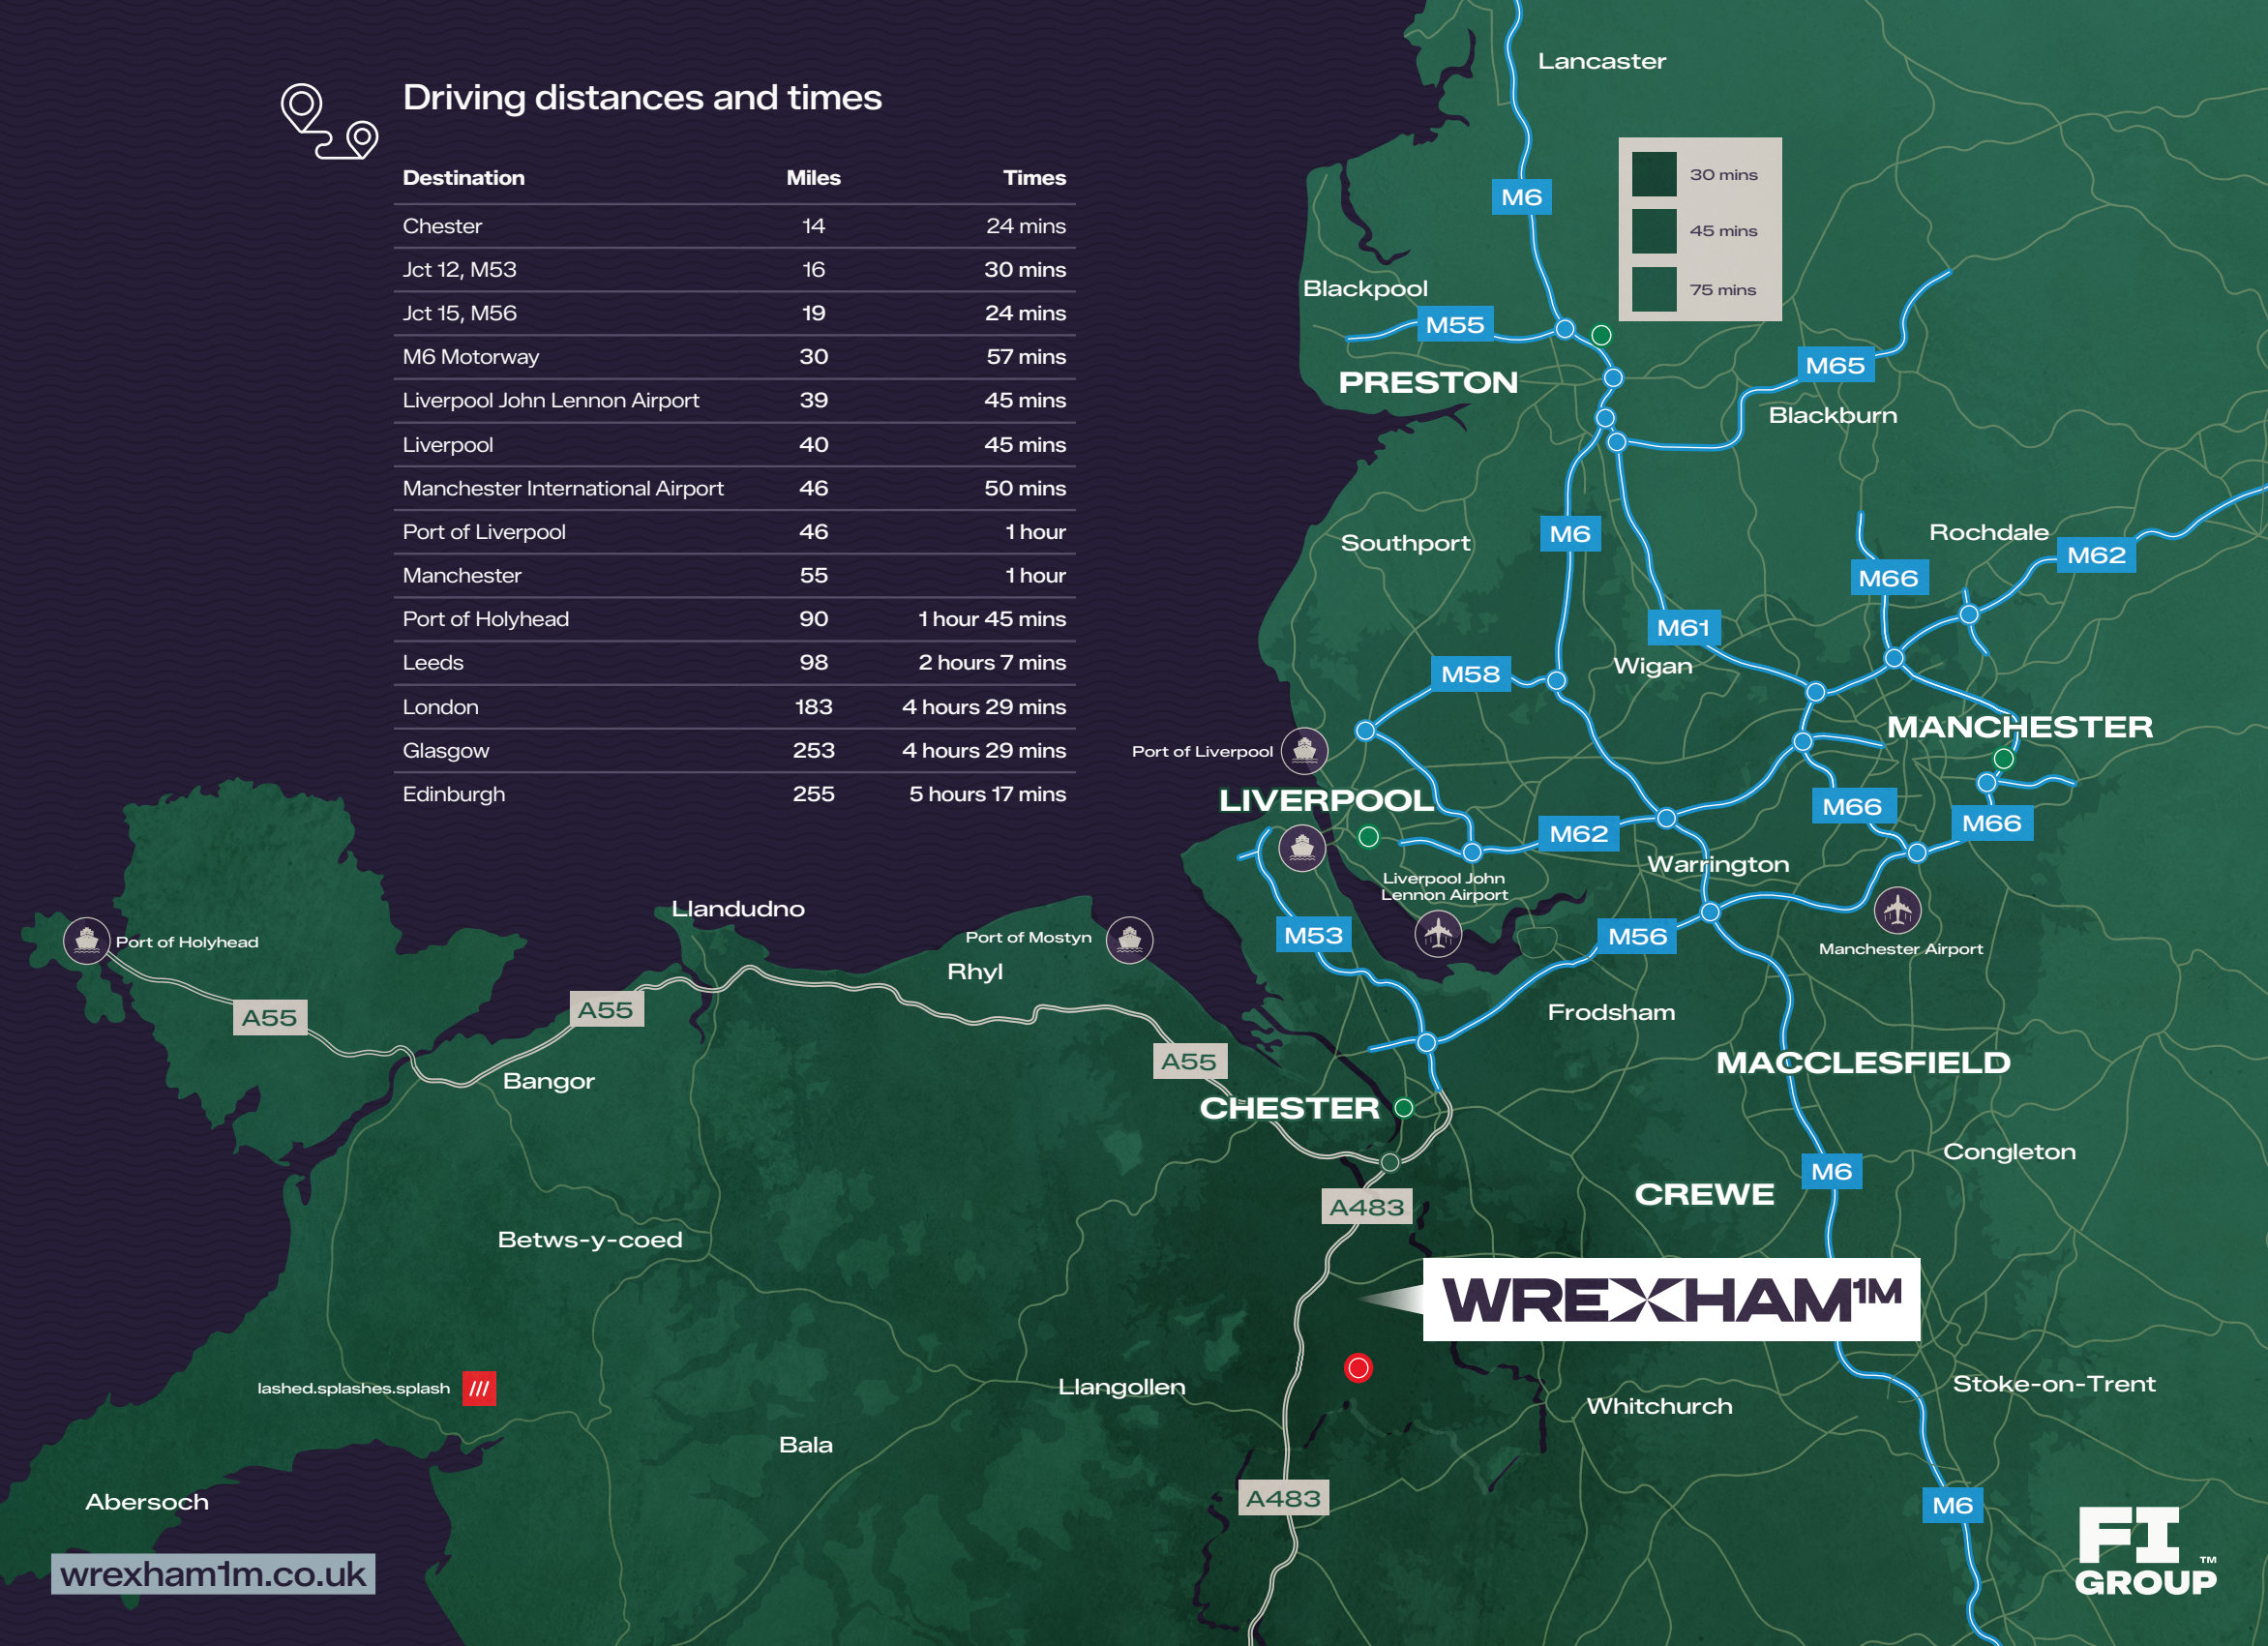 Driving distances and times
Destination Miles Times
Chester 14 24 mins
Jct 12, M53 16 30 mins
Jct 15, M56 19 24 mins
M6 Motorway 30 57 mins
Liverpool John Lennon Airport 39 45 mins
Liverpool 40 45 mins
Manchester International Airport 46 50 mins
Port of Liverpool 46 1 hour
Manchester 55 1 hour
Port of Holyhead 90 1 hour 45 mins
Leeds 98 2 hours 7 mins
London 183 4 hours 29 mins
Glasgow 253 4 hours 29 mins
Edinburgh 255 5 hours 17 mins
Lancaster
30 mins
45 mins
75 mins
M6
Blackpool
M55
PRESTON
M65
Blackburn
Southport
M6
Rochdale
M62
M66
M61
Wigan
M58
MANCHESTER
Port of Liverpool
LIVERPOOL
M62
M66
M66
Warrington
Liverpool John
Lennon Airport
M53
M56
Manchester Airport
Llandudno
Port of Mostyn
Port of Holyhead
Rhyl
A55
A55
A55
Frodsham
Bangor
MACCLESFIELD
CHESTER
Congleton
M6
CREWE
A483
Betws-y-coed
WREXHAM1M
lashed.splashes.splash
Llangollen
Stoke-on-Trent
Whitchurch
Bala
A483
M6
Abersoch
wrexham1m.co.uk
FI
GROUP
TM